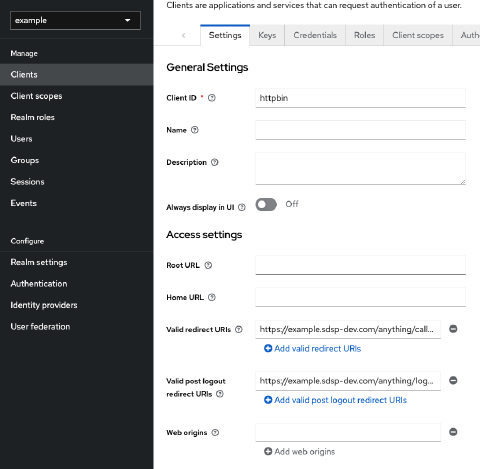 Clients are applications and services that can request authentication of a user.
example
Settings Keys Credentials Roles Client scopes
Manage
Clients
Client scopes
Realm roles
Users
Groups
Sessions
Events
Configure
Realm settings
Authentication
Identity providers
User federation
General Settings
Client ID *
httpbin
Name
Description
Always display in UI
Off
Access settings
Root URL
Home URL
Valid redirect URIs
https://example.sdsp-dev.com/anything/call...
Add valid redirect URIs
Valid post logout
redirect URIs
https://example.sdsp-dev.com/anything/log...
Add valid post logout redirect URIs
Web origins
Add web origins